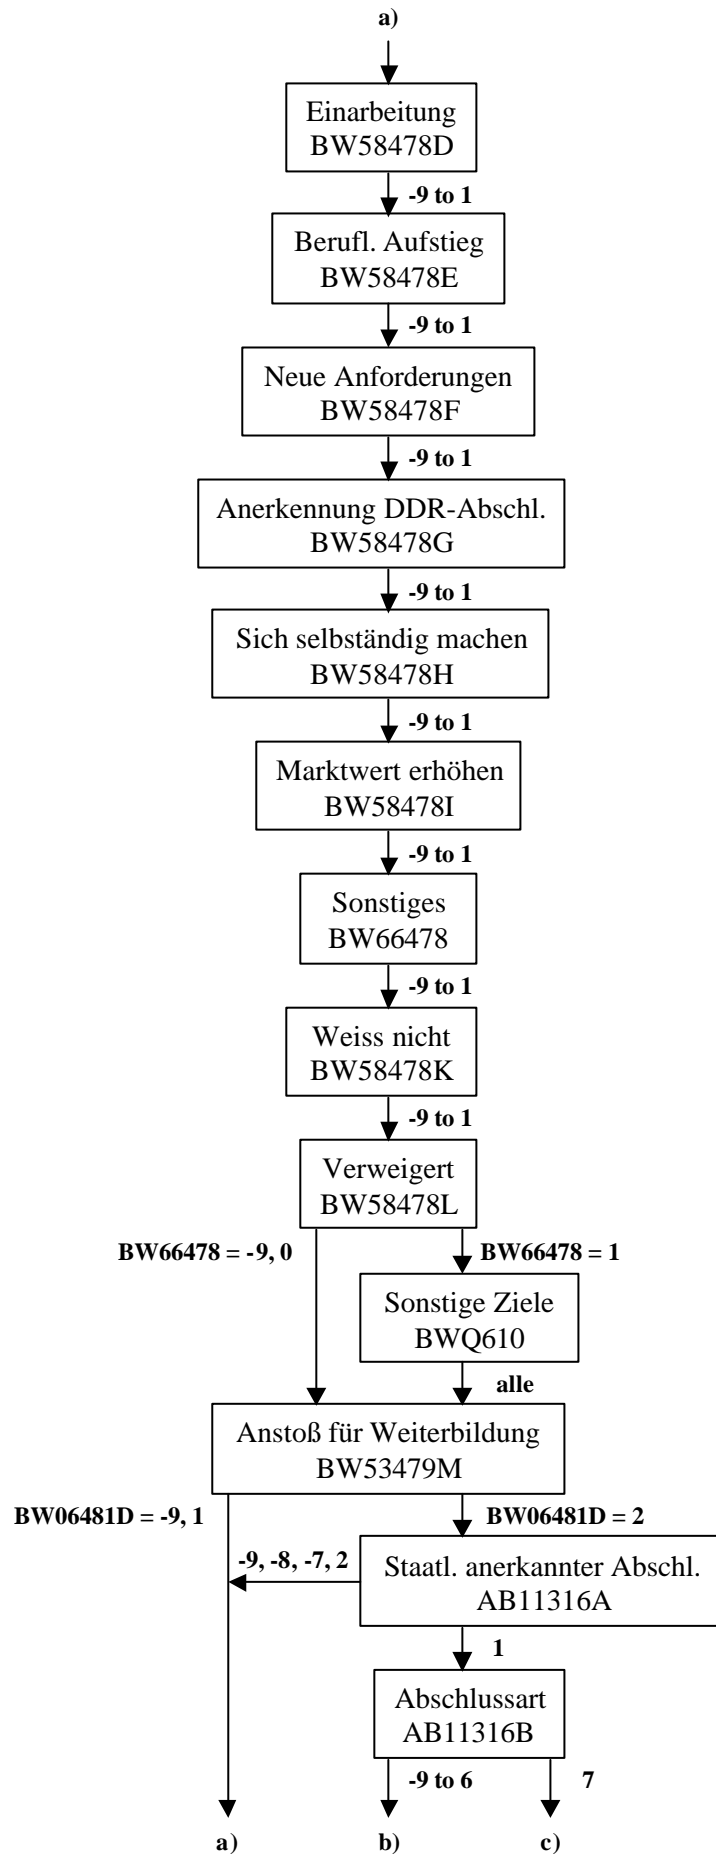 a)
Einarbeitung
BW58478D
-9 to 1
Berufl. Aufstieg
BW58478E
-9 to 1
Neue Anforderungen
BW58478F
-9 to 1
Anerkennung DDR-Abschl.
BW58478G
-9 to 1
Sich selbständig machen
BW58478H
-9 to 1
Marktwert erhöhen
BW58478I
-9 to 1
Sonstiges
BW66478
-9 to 1
Weiss nicht
BW58478K
-9 to 1
Verweigert
BW58478L
BW66478 = -9, 0
BW66478 = 1
Sonstige Ziele
BWQ610
alle
Anstoß für Weiterbildung
BW53479M
BW06481D = -9, 1
BW06481D = 2
-9, -8, -7, 2
Staatl. anerkannter Abschl.
AB11316A
1
Abschlussart
AB11316B
-9 to 6
7
a)
b)
c)